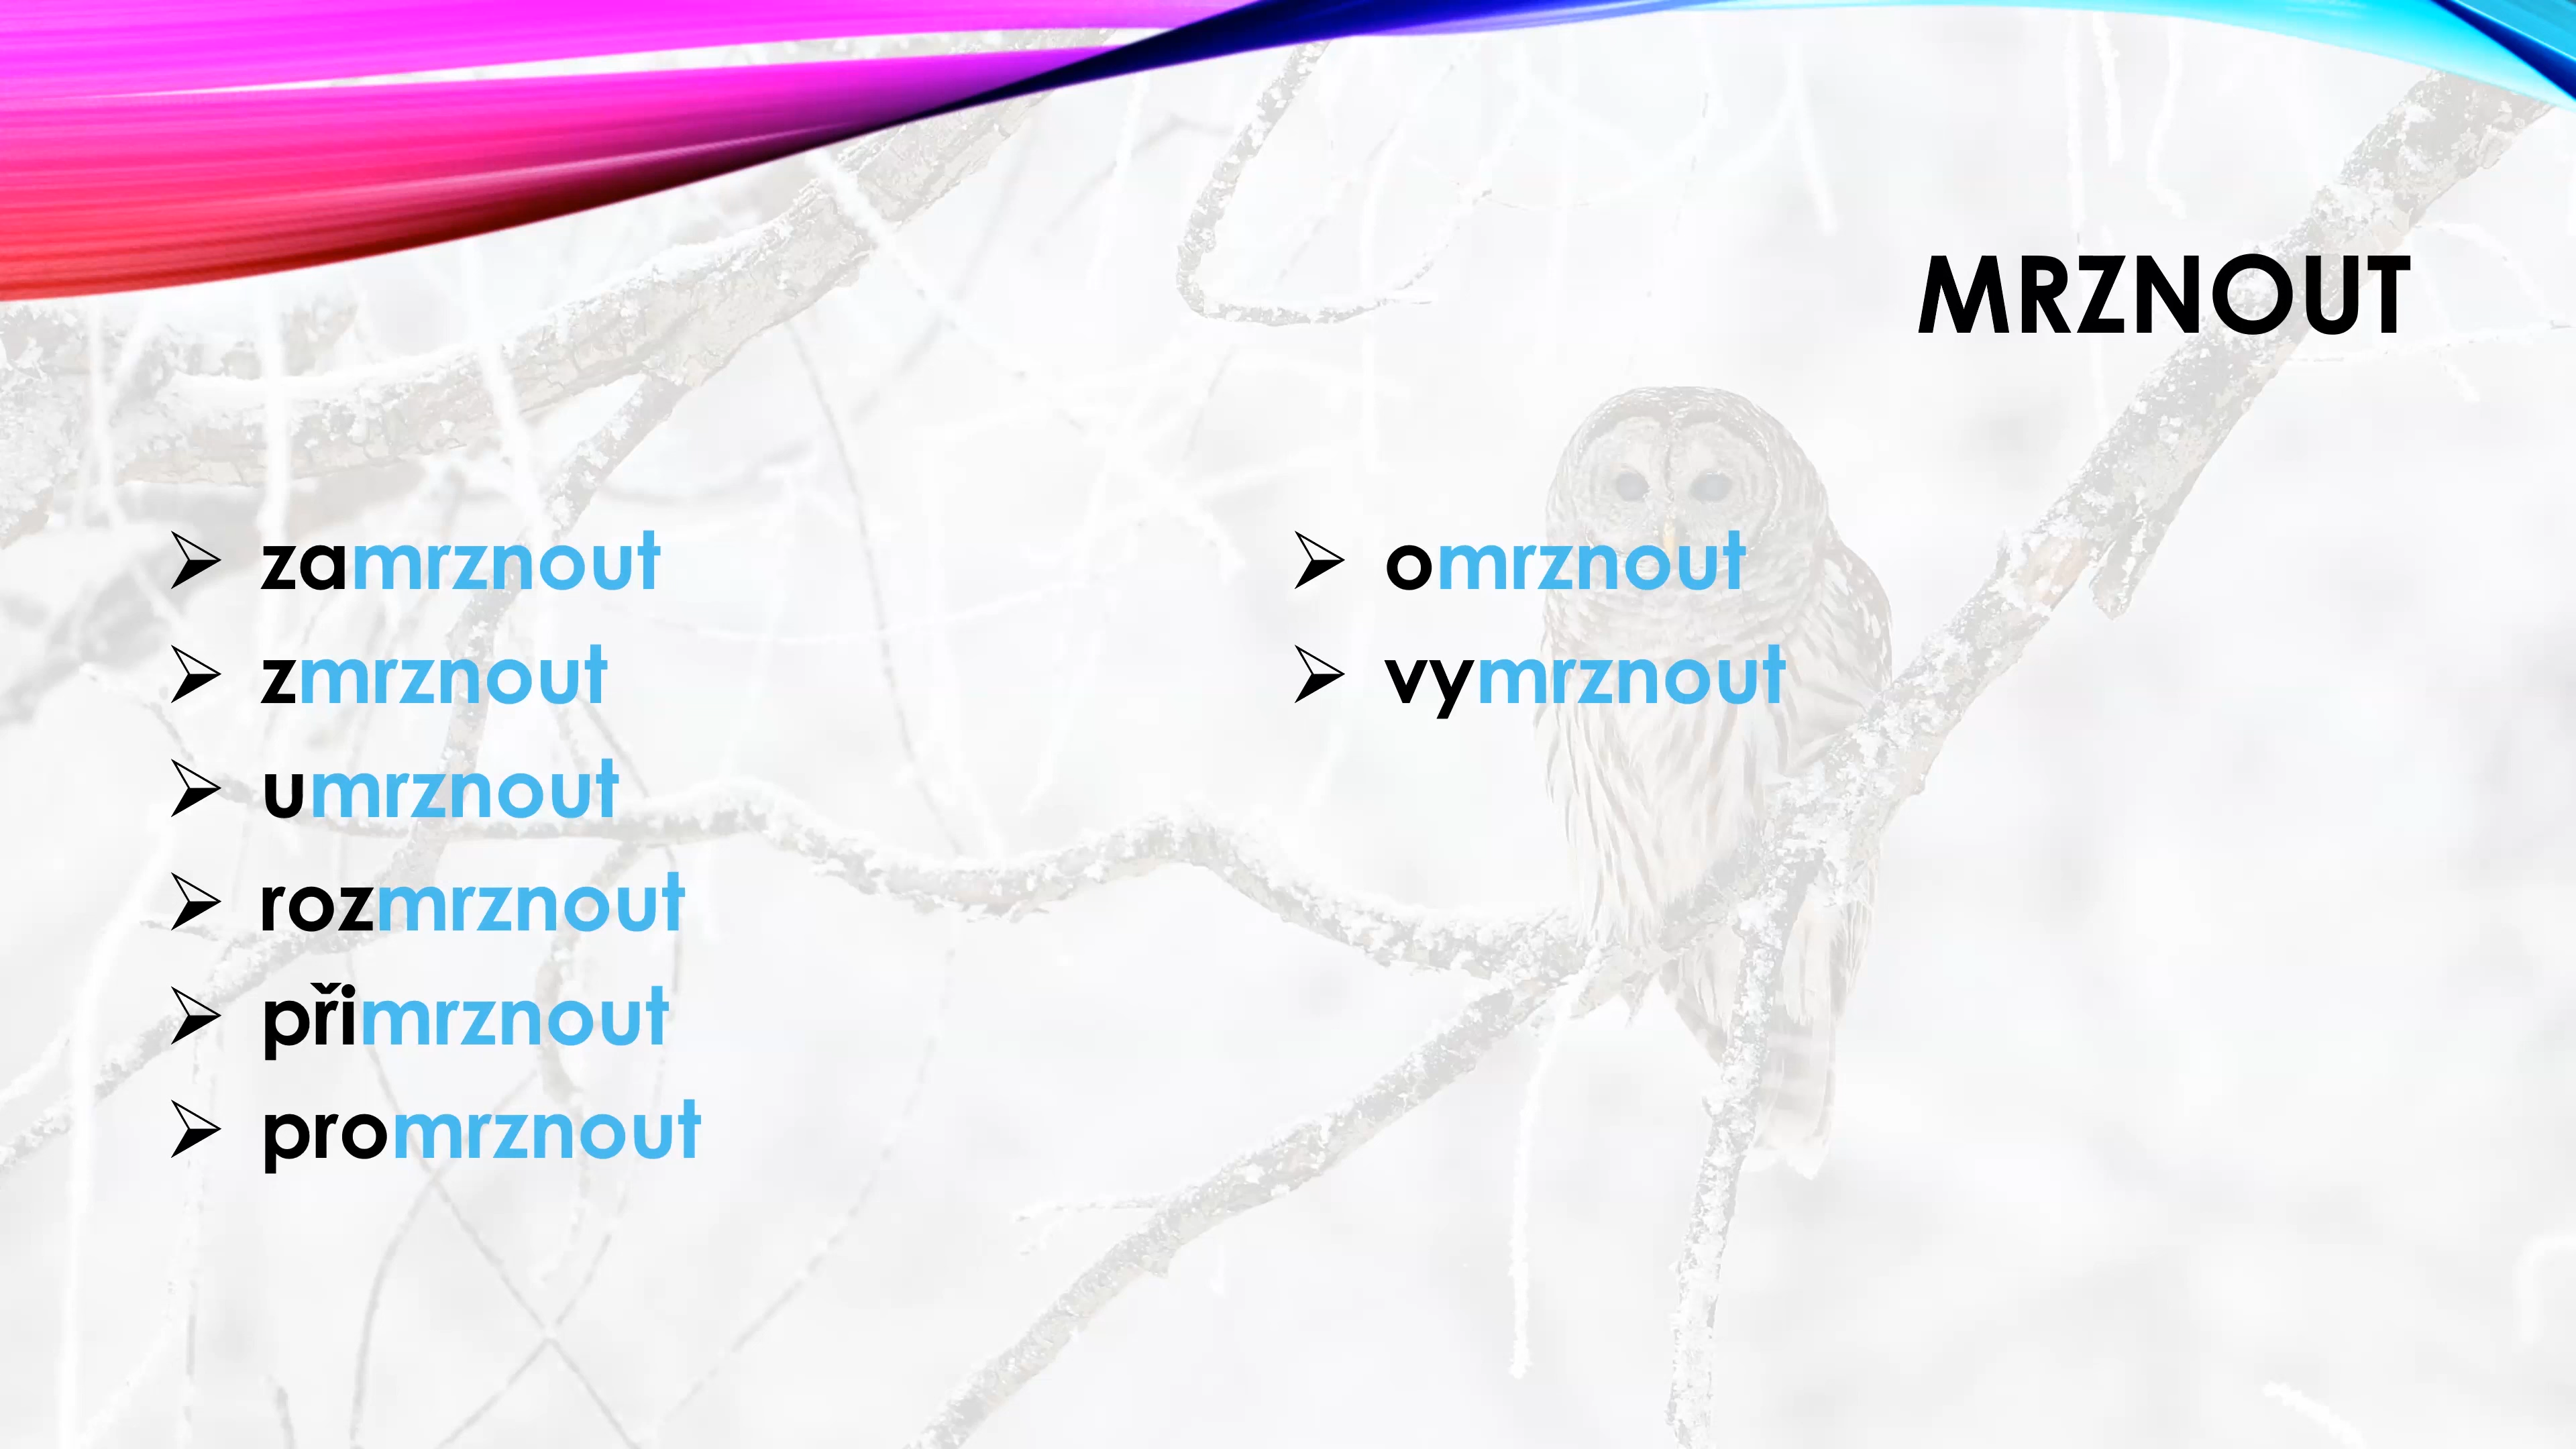 MRZNOUT
➢ zamrznout
➢ zmrznout
➢ umrznout
➢ rozmrznout
➢ přimrznout
➢ promrznout
➢ omrznout
➢ vymrznout